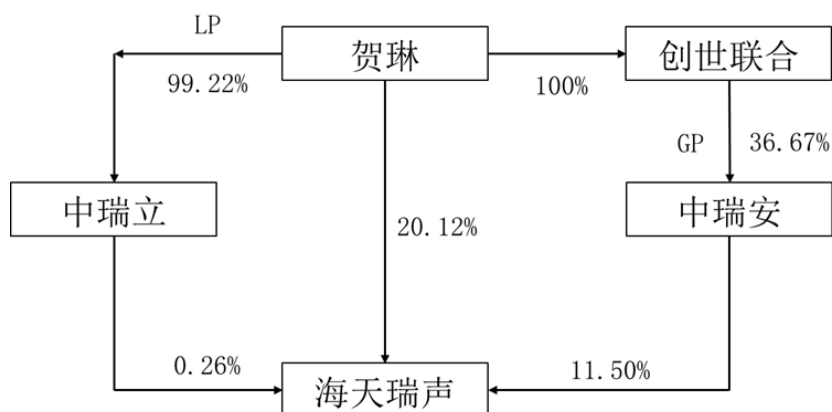 LP
贺琳
创世联合
99.22%
100%
GP
36.67%
中瑞立
中瑞安
20.12%
0.26%
11.50%
海天瑞声